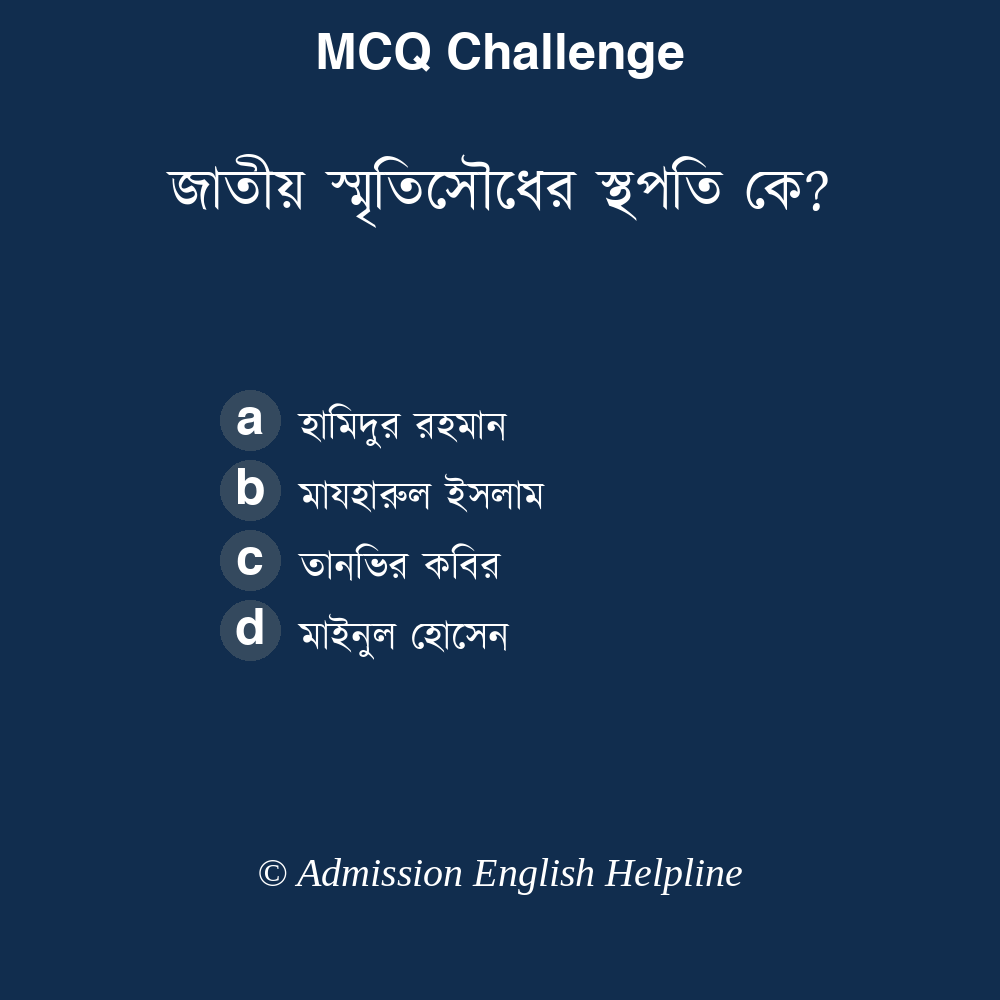 MCQ Challenge
জাতীয় স্মৃতিসৌধের স্থপতি কে?
a হামিদুর রহমান
b মাযহারুল ইসলাম
c তানভির কবির
d মাইনুল হোসেন
© Admission English Helpline